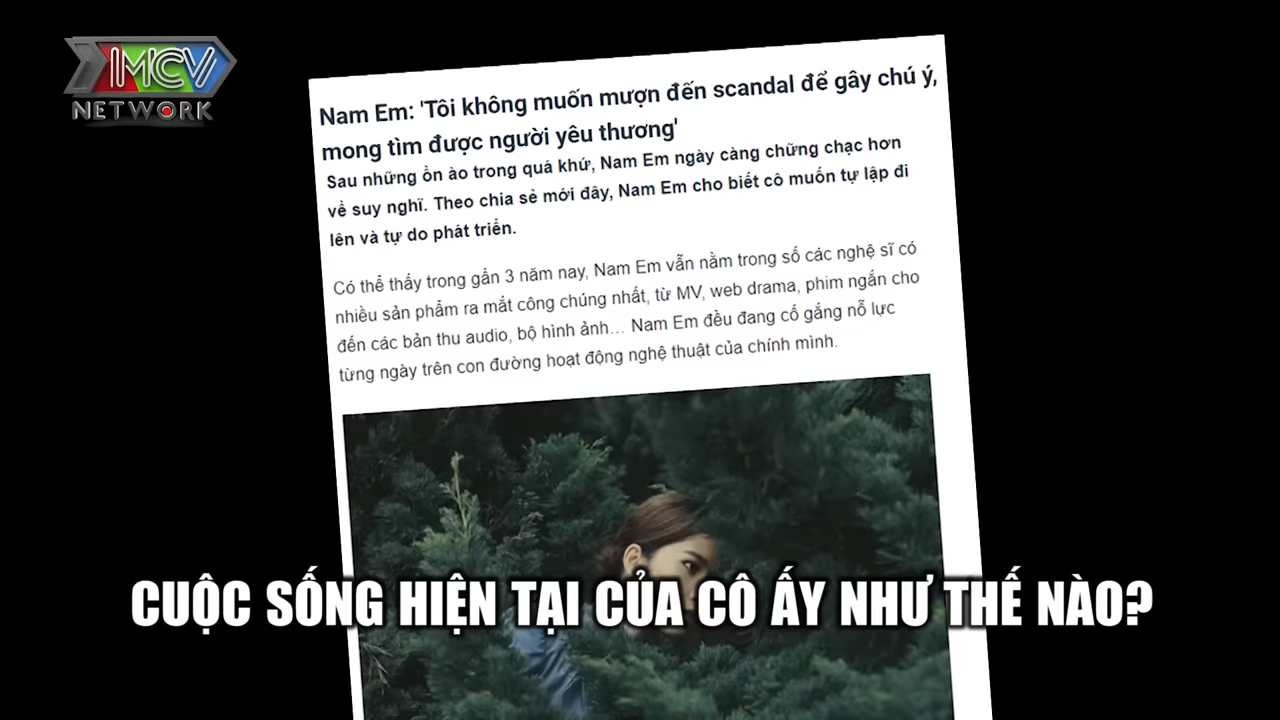 MCV
NETWORK
Nam Em: 'Tôi không muốn mượn đến scandal để gây chú ý,
mong tìm được người yêu thương'
Sau những ồn ào trong quá khứ, Nam Em ngày càng chững chạc hơn
về suy nghĩ. Theo chia sẻ mới đây, Nam Em cho biết cô muốn tự lập đi
lên và tự do phát triển.
Có thể thấy trong gần 3 năm nay, Nam Em vẫn nằm trong số các nghệ sĩ có
nhiều sản phẩm ra mắt công chúng nhất, từ MV, web drama, phim ngắn cho
đến các bản thu audio, bộ hình ảnh... Nam Em đều đang cố gắng nỗ lực
từng ngày trên con đường hoạt động nghệ thuật của chính mình.
CUỘC SỐNG HIỆN TẠI CỦA CÔ ẤY NHƯ THẾ NÀO?